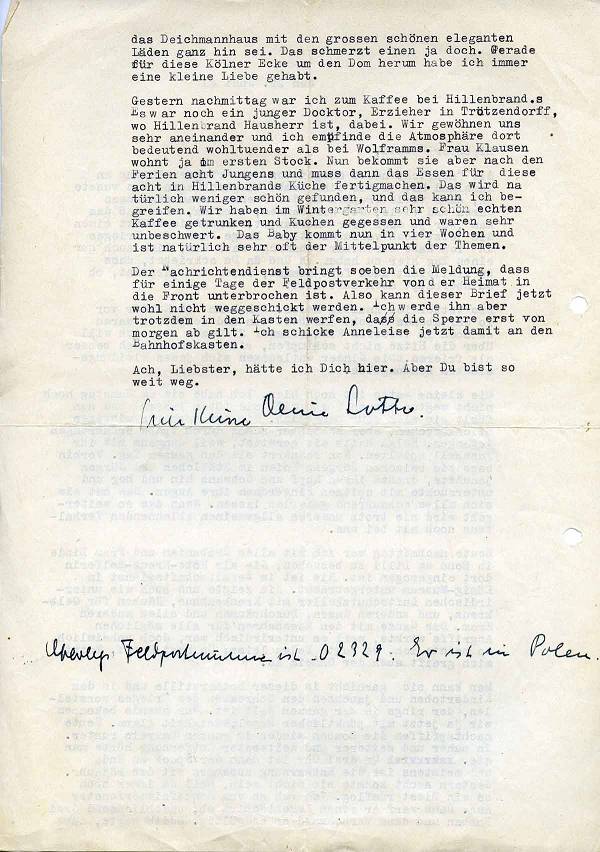 das Deichmannhaus mit den grossen schönen eleganten
Läden ganz hin sei. Das schmerzt einen ja doch. Gerade
für diese Kölner Ecke um den Dom herum habe ich immer
eine kleine Liebe gehabt.
Gestern nachmittag war ich zum Kaffee bei Hillenbrand.s
Es war noch ein junger Docktor, Erzieher in Trötzendorff,
wo Hillenbrand Hausherr ist, dabei. Wir gewöhnen uns
sehr aneinander und ich empfinde die Atmosphäre dort
bedeutend wohltuender als bei Wolframms. Frau Klausen
wohnt ja im ersten Stock. Nun bekommt sie aber nach den
Ferien acht Jungens und muss dann das Essen für diese
acht in Hillenbrands Küche fertigmachen. Das wird na
türlich weniger schön gefunden, und das kann ich be-
greifen. Wir haben im Wintergarten sehr schön echten
Kaffee getrunken und Kuchen gegessen und waren sehr
unbeschwert. Das Baby kommt nun in vier Wochen und
ist natürlich sehr oft der Mittelpunkt der Themen.
Der Nachrichtendienst bringt soeben die Meldung, dass
für einige Tage der Feldpostverkehr von der Heimat in
die Front unterbrochen ist. Also kann dieser Brief jetzt
wohl nicht weggeschickt werden. Ich werde ihn aber
trotzdem in den Kasten werfen, dass die Sperre erst von
morgen ab gilt. Ich schicke Anneleise jetzt damit an den
Bahnhofskasten.
Ach, Liebster, hätte ich Dich hier. Aber Du bist so
weit weg.
Deine Lotte.
Feldpostnummer ist 02329. Er ist in Polen.